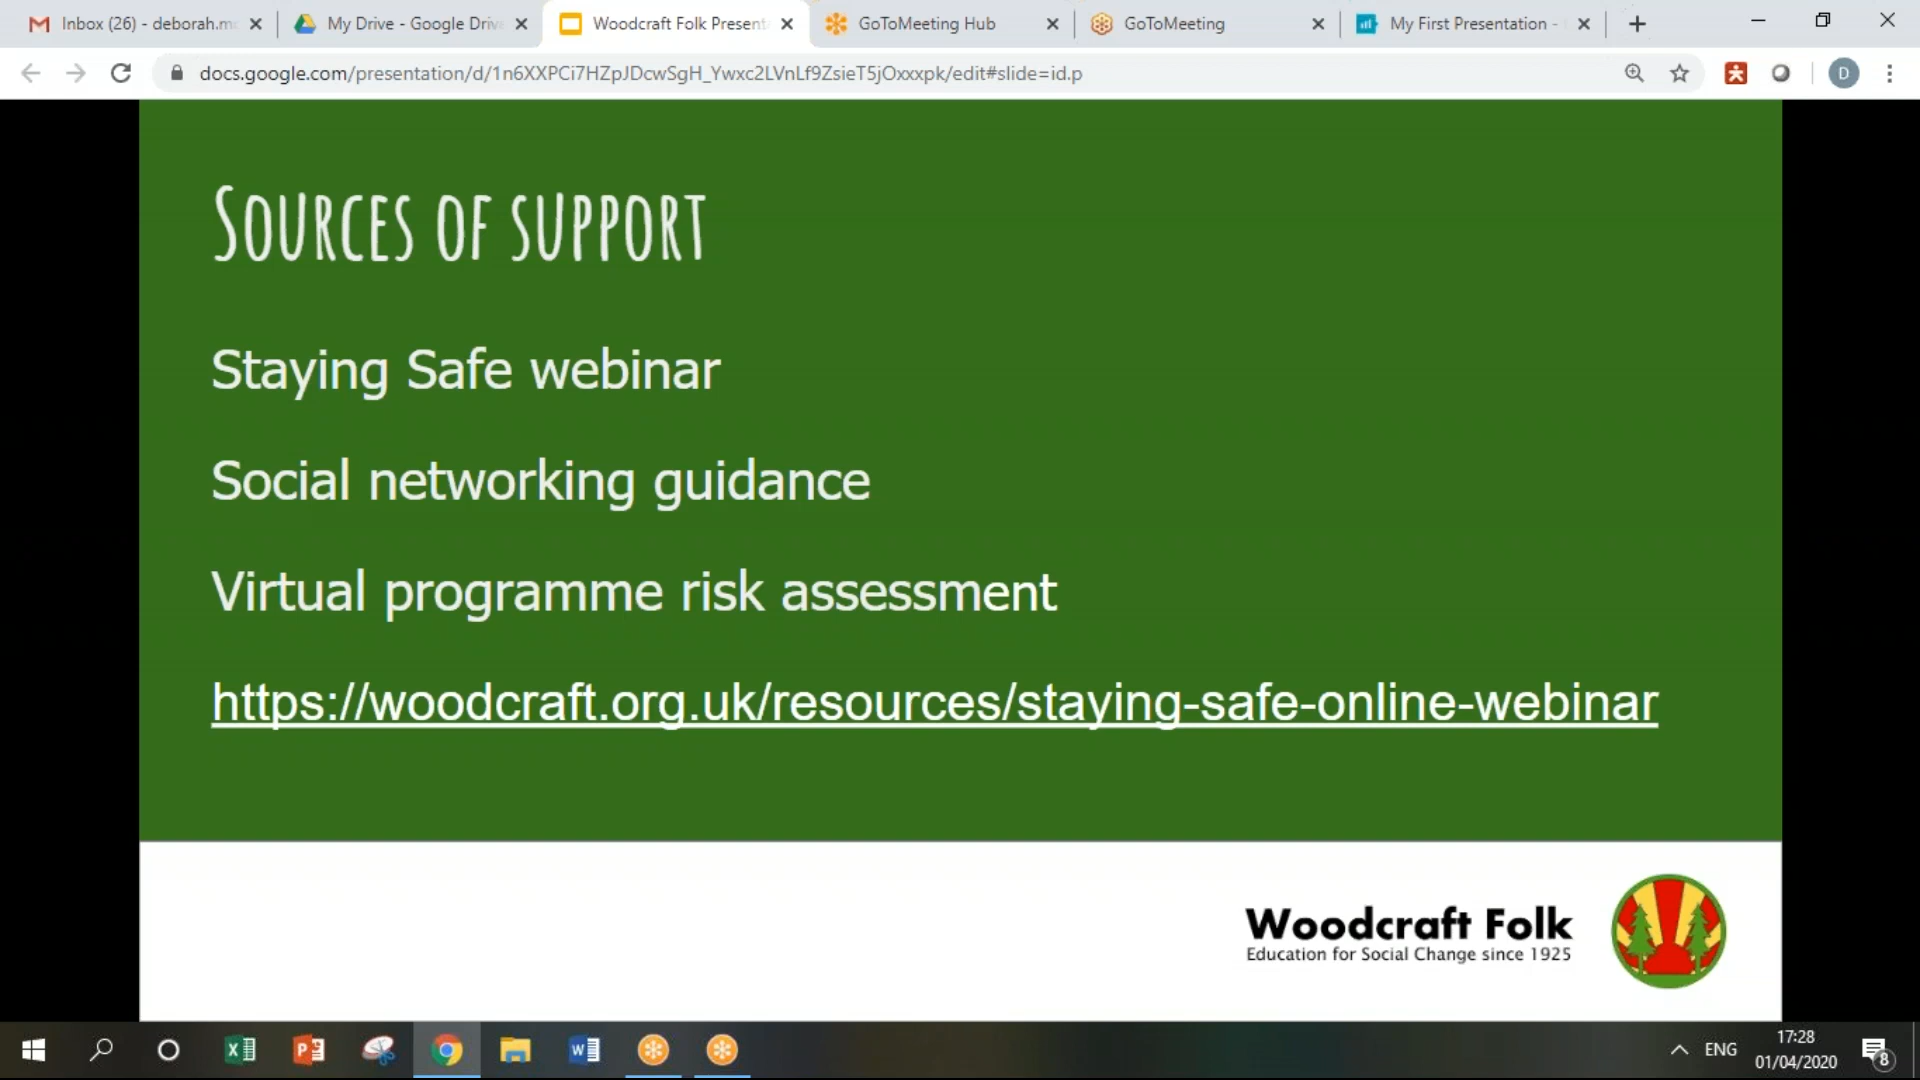 Inbox (26) - deborah.m
My Drive - Google Driv
Woodcraft Folk Present
GoToMeeting Hub
GoToMeeting
My First Presentation -
docs.google.com/presentation/d/1n6XXPCi7HZpJDcwSgH_Ywxc2LVnLf9ZsieT5jOxxxpk/edit#slide=id.p
D
Sources of support
Staying Safe webinar
Social networking guidance
Virtual programme risk assessment
https://woodcraft.org.uk/resources/staying-safe-online-webinar
Woodcraft Folk
Education for Social Change since 1925
ENG
17:28
01/04/2020
8